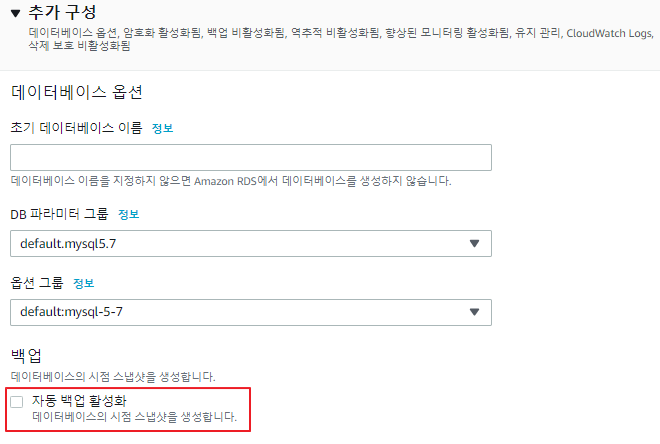 추가 구성
데이터베이스 옵션, 암호화 활성화됨, 백업 비활성화됨, 역추적 비활성화됨, 향상된 모니터링 활성화됨, 유지 관리, CloudWatch Logs,
삭제 보호 비활성화됨
데이터베이스 옵션
초기 데이터베이스 이름 정보
데이터베이스 이름을 지정하지 않으면 Amazon RDS에서 데이터베이스를 생성하지 않습니다.
DB 파라미터 그룹 정보
default.mysql5.7
옵션 그룹 정보
default:mysql-5-7
백업
데이터베이스의 시점 스냅샷을 생성합니다.
자동 백업 활성화
데이터베이스의 시점 스냅샷을 생성합니다.